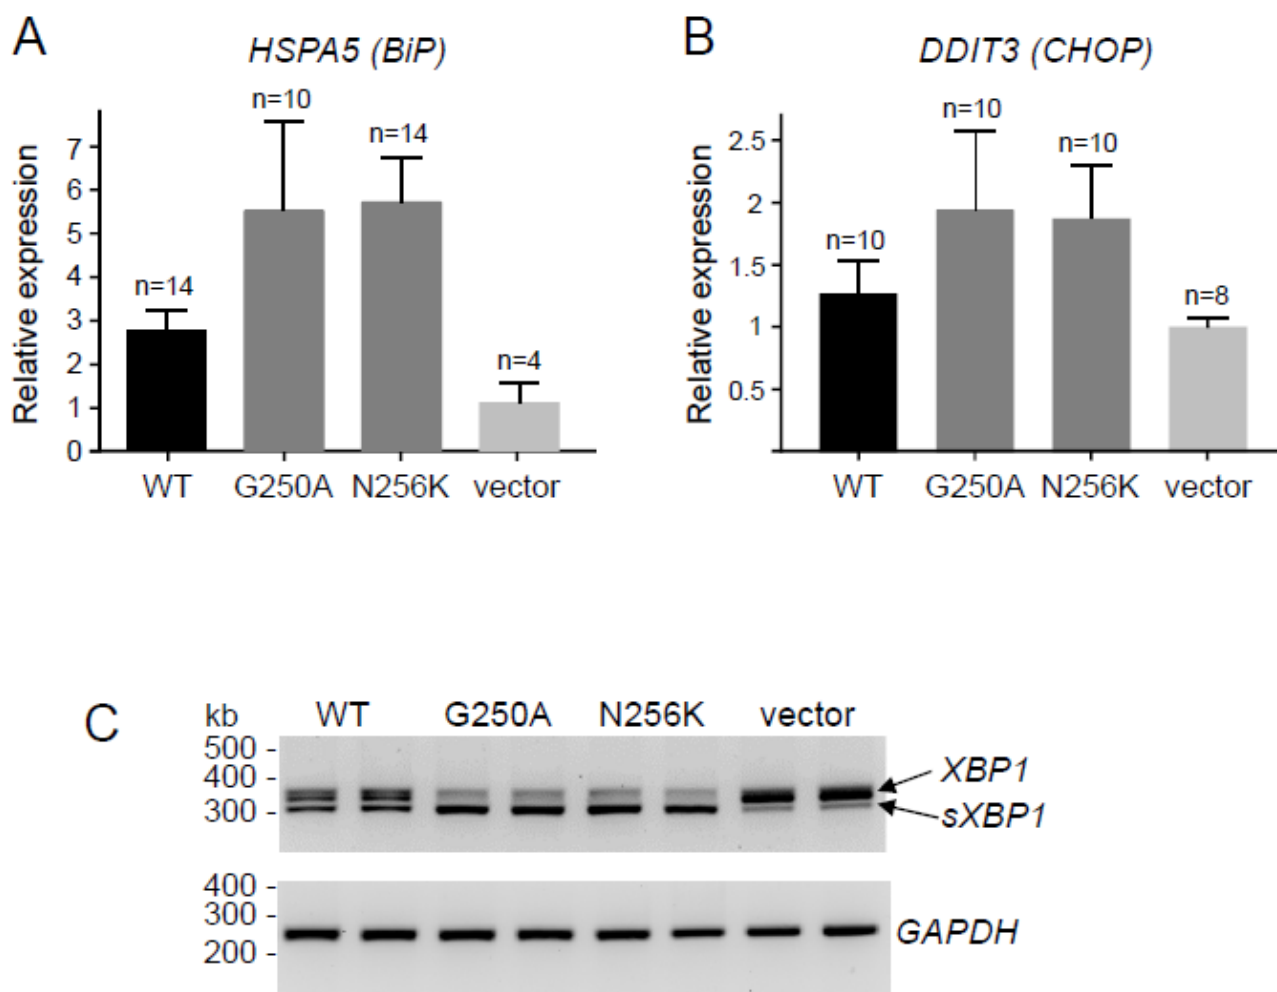 A
HSPA5 (BiP)
Relative expression
7
6
5
4
3
2
1
0
n=14
n=10
n=14
n=4
WT G250A N256K vector
B
DDIT3 (CHOP)
Relative expression
2.5
2
1.5
1
0.5
n=10
n=10
n=10
n=8
WT G250A N256K vector
C
kb WT G250A N256K vector
500 -
400 -
300 -
XBP1
sXBP1
400 -
300 -
200 -
GAPDH